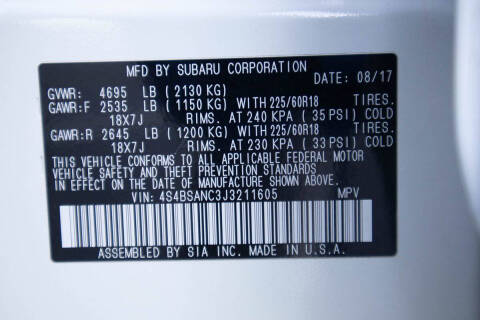 MFD BY SUBARU CORPORATION
DATE: 08/17
GVWR: 4695 LB (2130 KG)
GAWR:F 2535 LB (1150 KG) WITH 225/60R18 TIRES.
18X7J RIMS. AT 240 KPA (35 PSI) COLD
GAWR:R 2645 LB (1200 KG) WITH 225/60R18 TIRES.
18X7J RIMS. AT 230 KPA (33 PSI) COLD
THIS VEHICLE CONFORMS TO ALL APPLICABLE FEDERAL MOTOR
VEHICLE SAFETY BUMPER, AND THEFT PREVENTION STANDARDS
IN EFFECT ON THE DATE OF MANUFACTURE SHOWN ABOVE.
VIN: 4S4BSANC3J3211605 MPV
ASSEMBLED BY SIA INC. MADE IN U.S.A.